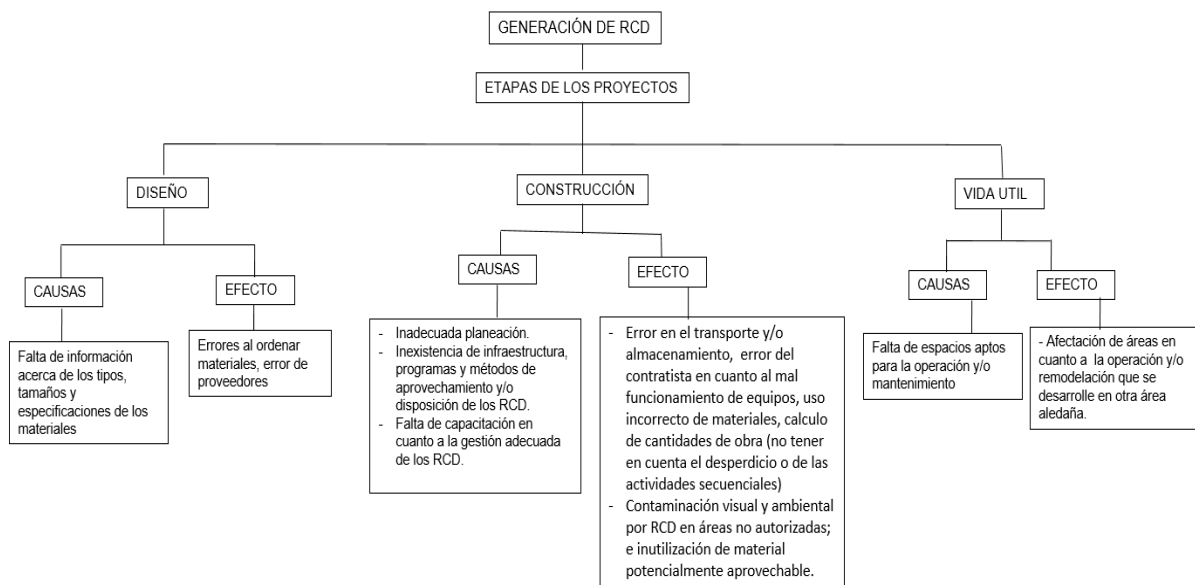 GENERACIÓN DE RCD
ETAPAS DE LOS PROYECTOS
DISEÑO
CAUSAS
Falta de información
acerca de los tipos,
tamaños y
especificaciones de los
materiales
EFECTO
Errores al ordenar
materiales, error de
proveedores
CONSTRUCCIÓN
CAUSAS
- Inadecuada planeación.
- Inexistencia de infraestructura,
programas y métodos de
aprovechamiento y/o
disposición de los RCD.
- Falta de capacitación en
cuanto a la gestión adecuada
de los RCD.
EFECTO
- Error en el transporte y/o
almacenamiento, error del
contratista en cuanto al mal
funcionamiento de equipos, uso
incorrecto de materiales, calculo
de cantidades de obra (no tener
en cuenta el desperdicio o de las
actividades secuenciales)
- Contaminación visual y ambiental
por RCD en áreas no autorizadas;
e inutilización de material
potencialmente aprovechable.
VIDA UTIL
CAUSAS
Falta de espacios aptos
para la operación y/o
mantenimiento
EFECTO
- Afectación de áreas en
cuanto a la operación y/o
remodelación que se
desarrolle en otra área
aledaña.